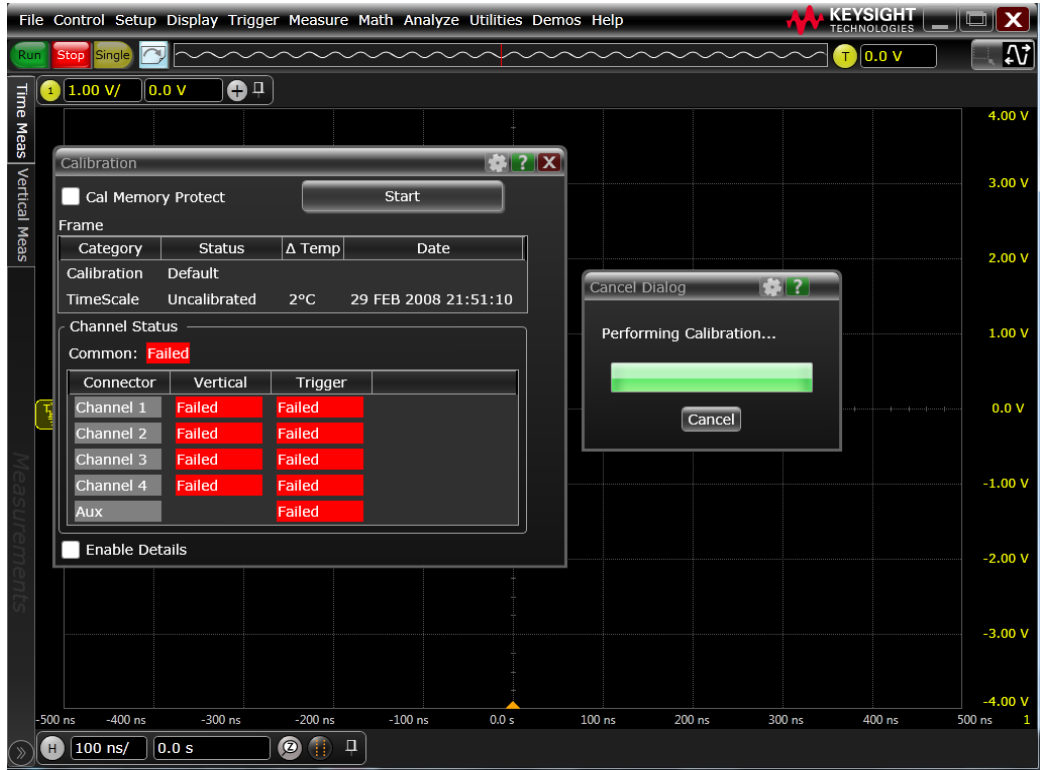 File Control Setup Display Trigger Measure Math Analyze Utilities Demos Help
KEYSIGHT
TECHNOLOGIES
Run Stop Single T 0.0 V
1 1.00 V/ 0.0 V
Time Meas
Vertical Meas
Measurements
4.00 V
3.00 V
2.00 V
1.00 V
0.0 V
-1.00 V
-2.00 V
-3.00 V
-4.00 V
Calibration
?
Cal Memory Protect Start
Frame
Category Status Δ Temp Date
Calibration Default
TimeScale Uncalibrated 2°C 29 FEB 2008 21:51:10
Channel Status
Common: Failed
Connector Vertical Trigger
Channel 1 Failed Failed
Channel 2 Failed Failed
Channel 3 Failed Failed
Channel 4 Failed Failed
Aux Failed
Enable Details
Cancel Dialog
?
Performing Calibration...
Cancel
-500 ns -400 ns -300 ns -200 ns -100 ns 0.0 s 100 ns 200 ns 300 ns 400 ns 500 ns 1
H 100 ns/ 0.0 s Z